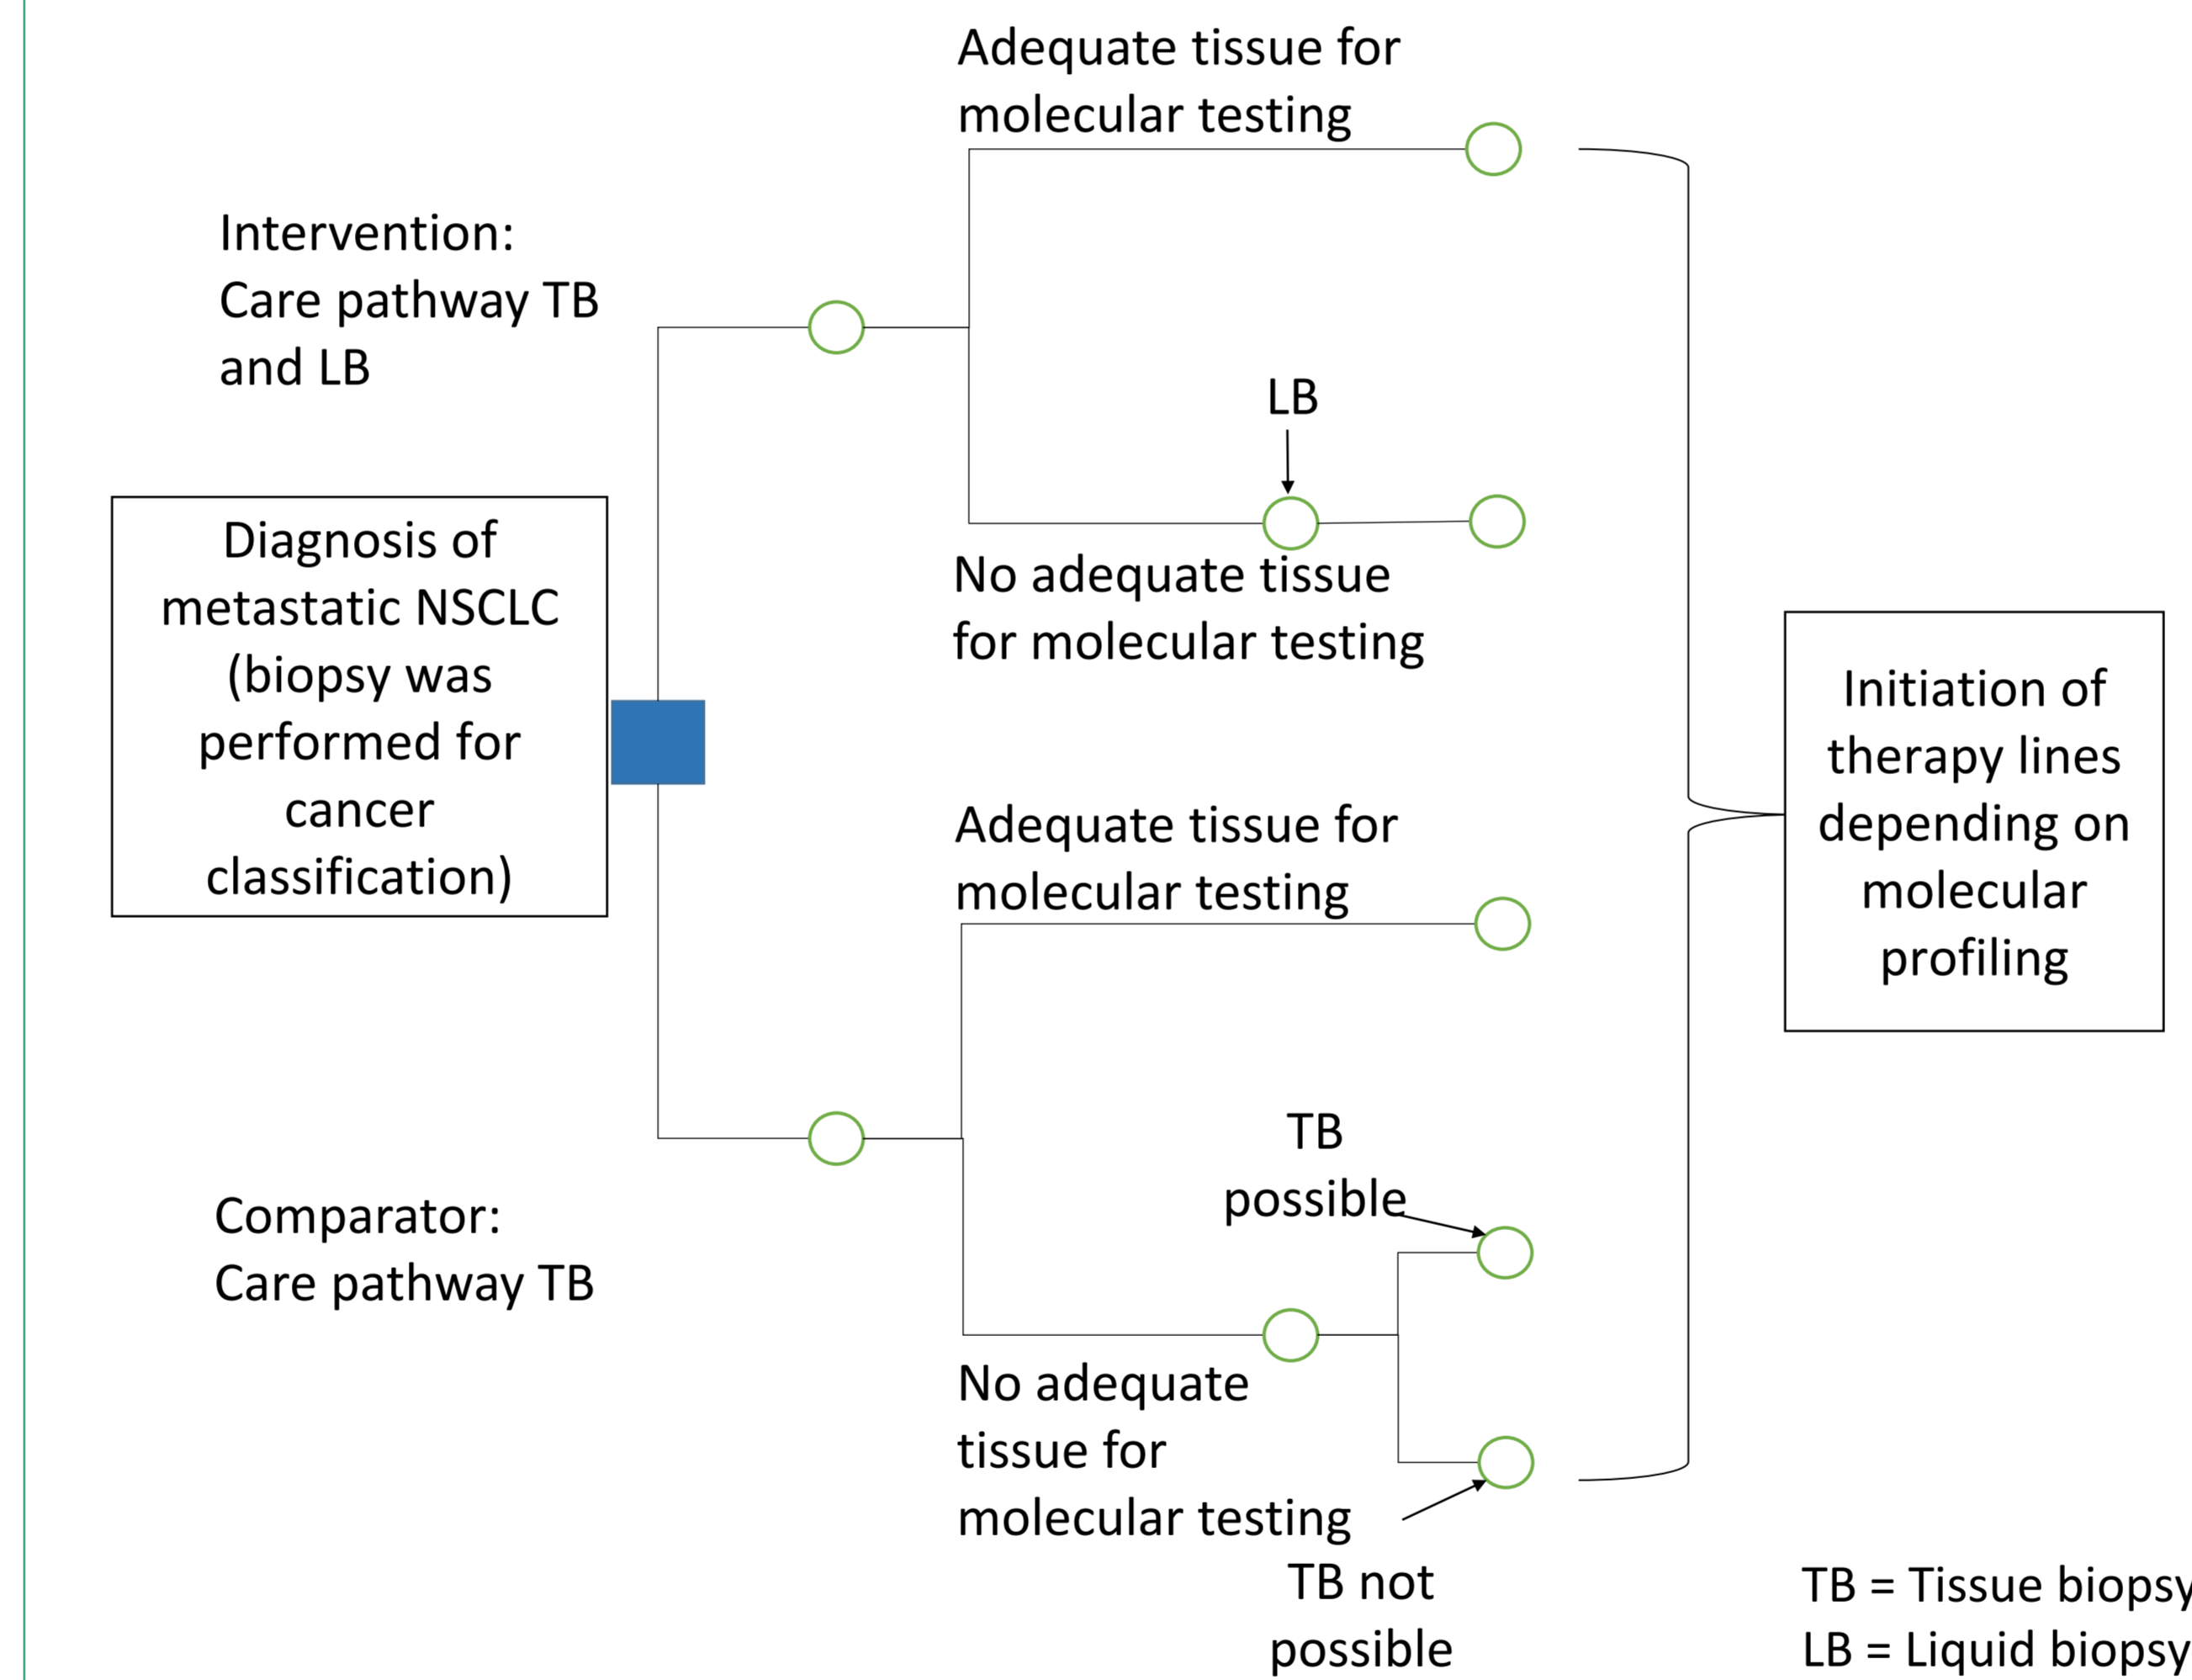 Adequate tissue for
molecular testing
Intervention:
Care pathway TB
and LB
LB
No adequate tissue
for molecular testing
Diagnosis of
metastatic NSCLC
(biopsy was
performed for
cancer
classification)
Initiation of
therapy lines
depending on
molecular
profiling
Adequate tissue for
molecular testing
TB
possible
Comparator:
Care pathway TB
No adequate
tissue for
molecular testing
TB not
possible
TB = Tissue biopsy
LB = Liquid biopsy